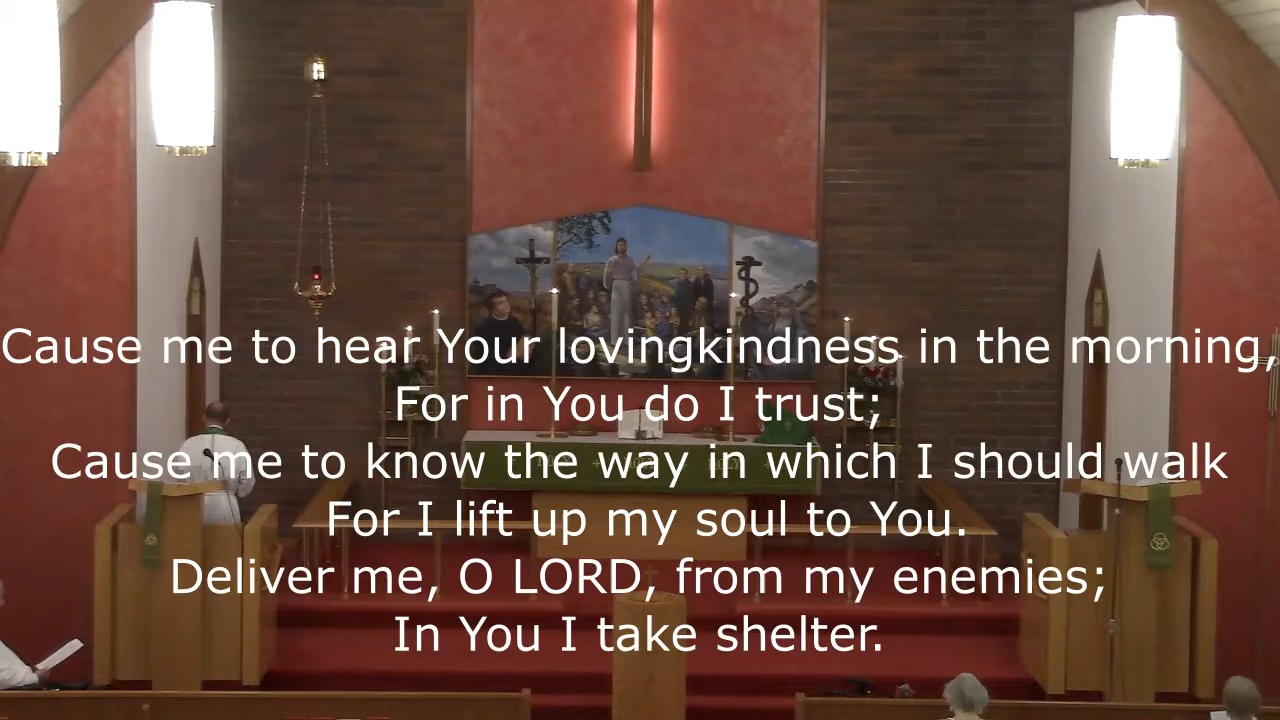 Cause me to hear Your lovingkindness in the morning,
For in You do I trust;
Cause me to know the way in which I should walk
For I lift up my soul to You.
Deliver me, O LORD, from my enemies;
In You I take shelter.